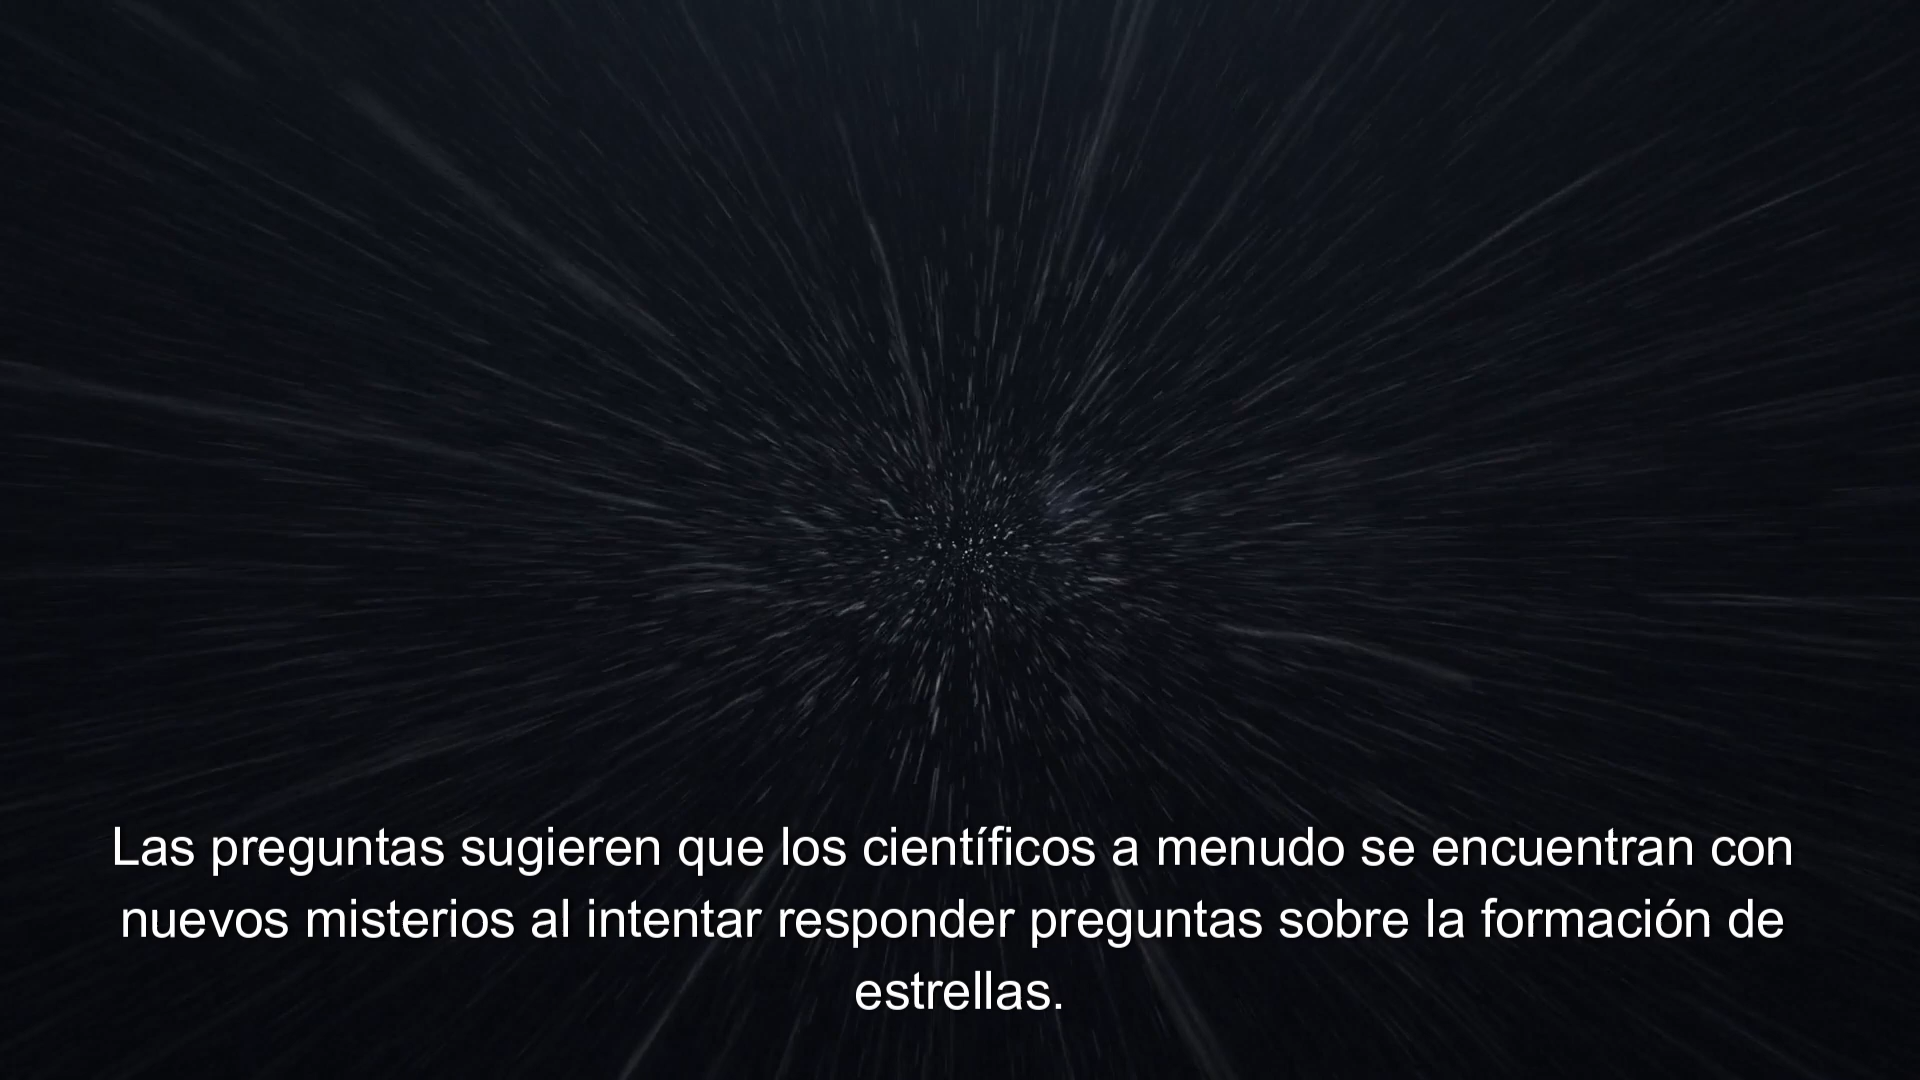 Las preguntas sugieren que los científicos a menudo se encuentran con
nuevos misterios al intentar responder preguntas sobre la formación de
estrellas.